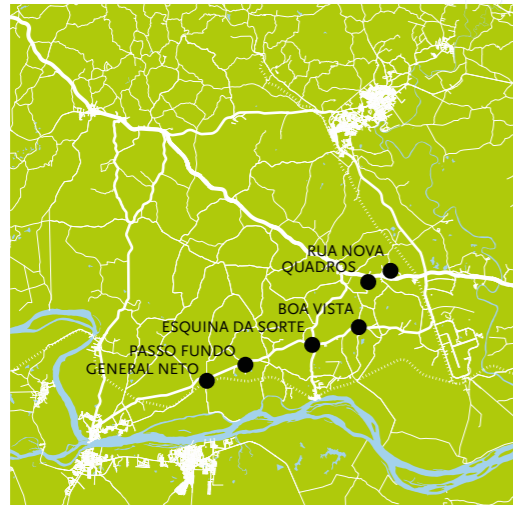 RUA NOVA
QUADROS
BOA VISTA
ESQUINA DA SORTE
PASSO FUNDO
GENERAL NETO